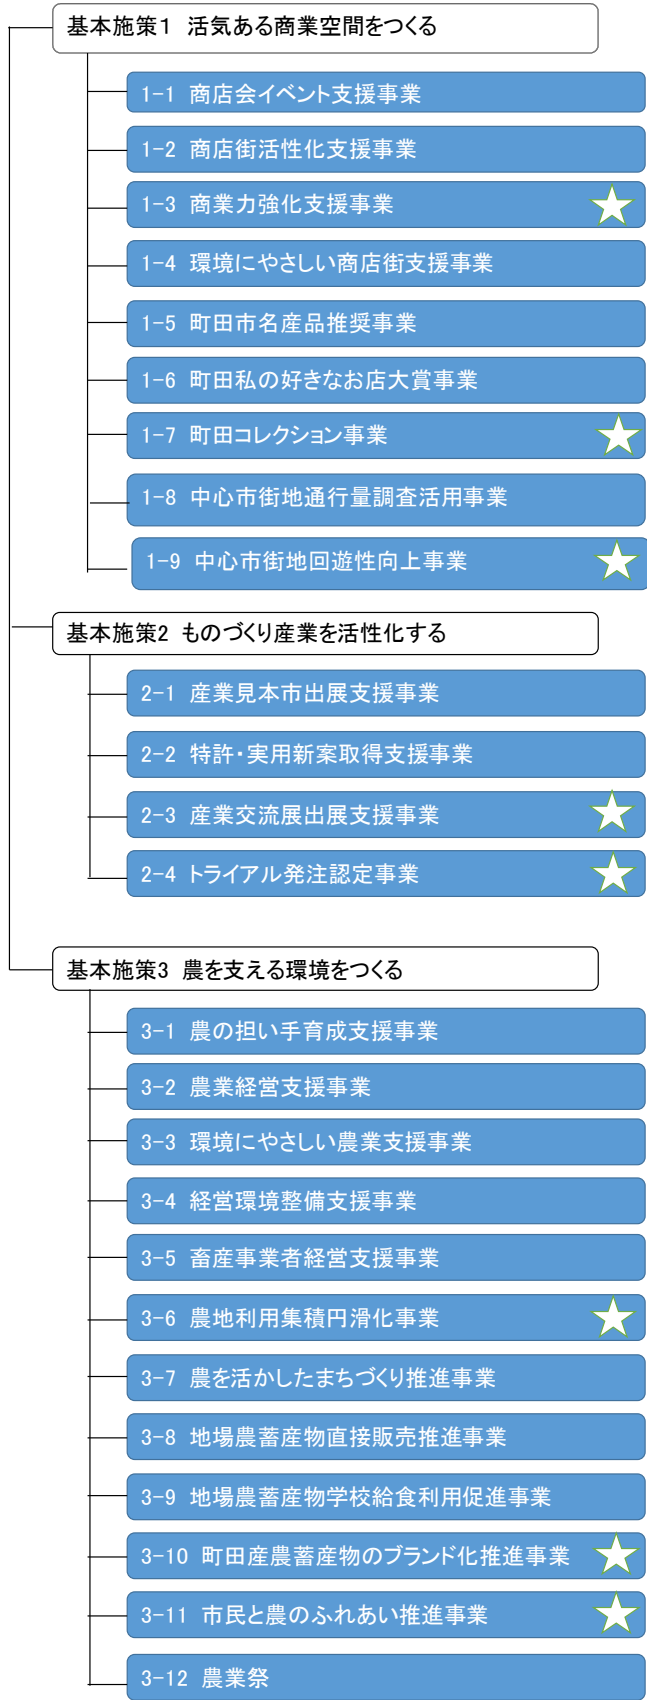 基本施策1 活気ある商業空間をつくる
1-1 商店会イベント支援事業
1-2 商店街活性化支援事業
1-3 商業力強化支援事業
1-4 環境にやさしい商店街支援事業
1-5 町田市名産品推奨事業
1-6 町田私の好きなお店大賞事業
1-7 町田コレクション事業
1-8 中心市街地通行量調査活用事業
1-9 中心市街地回遊性向上事業
基本施策2 ものづくり産業を活性化する
2-1 産業見本市出展支援事業
2-2 特許・実用新案取得支援事業
2-3 産業交流展出展支援事業
2-4 トライアル発注認定事業
基本施策3 農を支える環境をつくる
3-1 農の担い手育成支援事業
3-2 農業経営支援事業
3-3 環境にやさしい農業支援事業
3-4 経営環境整備支援事業
3-5 畜産事業者経営支援事業
3-6 農地利用集積円滑化事業
3-7 農を活かしたまちづくり推進事業
3-8 地場農蓄産物直接販売推進事業
3-9 地場農蓄産物学校給食利用促進事業
3-10 町田産農蓄産物のブランド化推進事業
3-11 市民と農のふれあい推進事業
3-12 農業祭